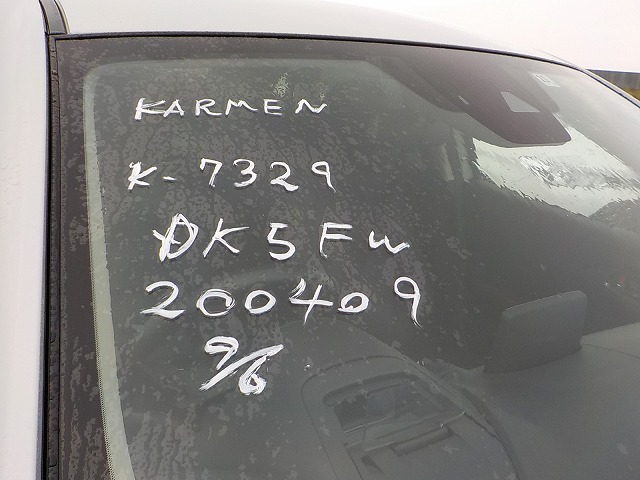 KARMEN
K-7329
DK5FW
200409
9/6